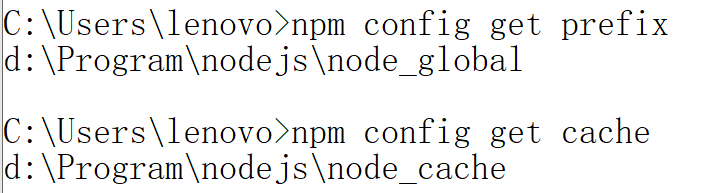 C:\Users\lenovo>npm config get prefix
d:\Program\nodejs\node_global
C:\Users\lenovo>npm config get cache
d:\Program\nodejs\node_cache